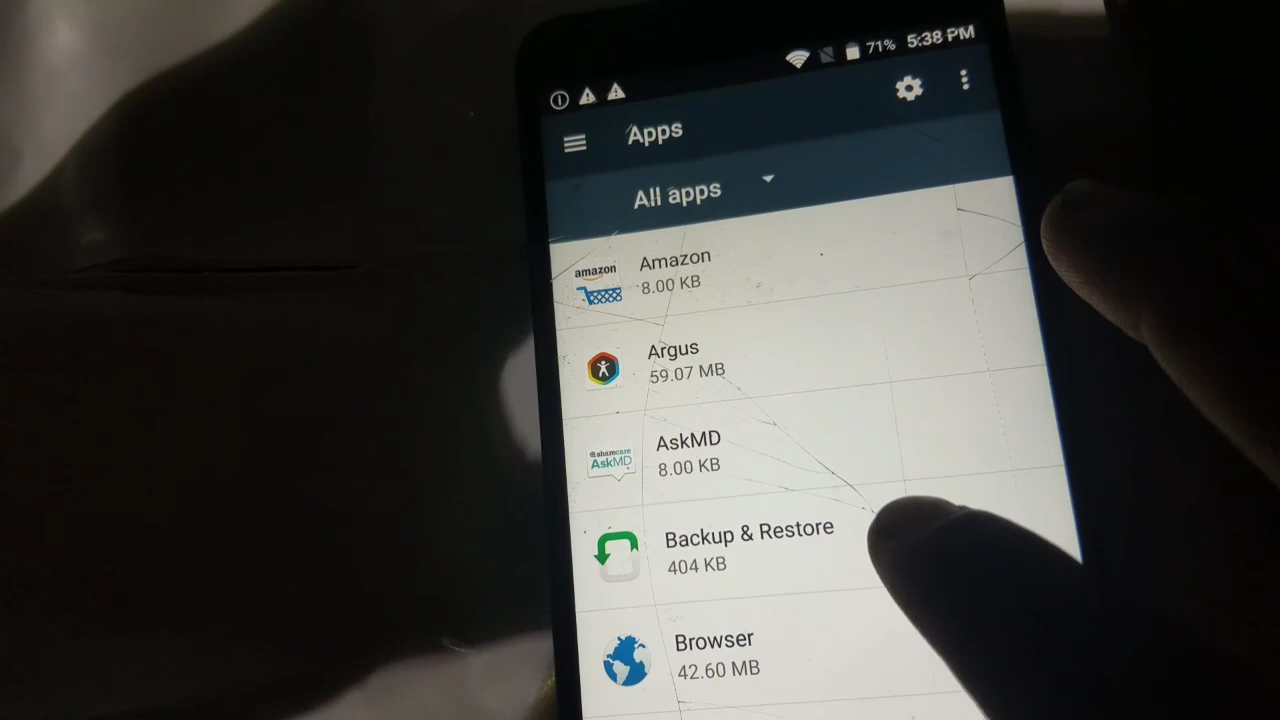 71% 5:38 PM
Apps
All apps
amazon
Amazon
8.00 KB
Argus
59.07 MB
sharecare
AskMD
AskMD
8.00 KB
Backup & Restore
404 KB
Browser
42.60 MB